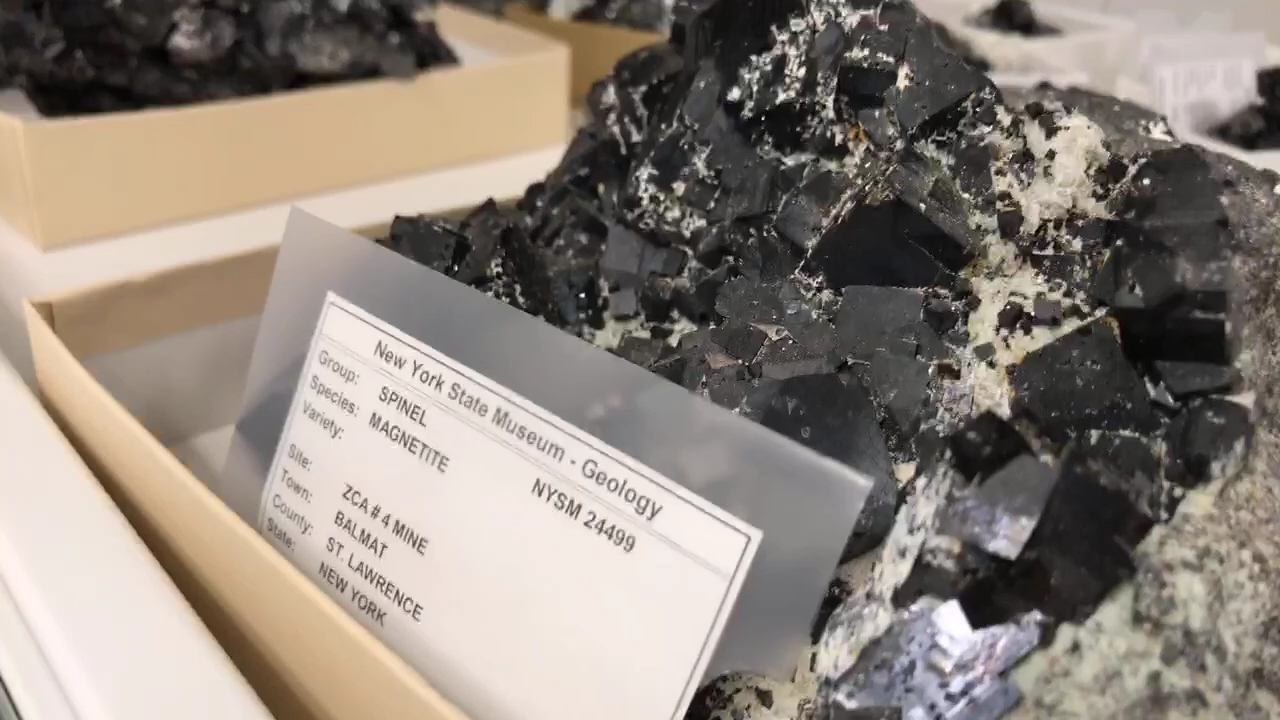 New York State Museum - Geology
Group: SPINEL NYSM 24499
Species: MAGNETITE
Variety:
Site: ZCA # 4 MINE
Town: BALMAT
County: ST. LAWRENCE
State: NEW YORK